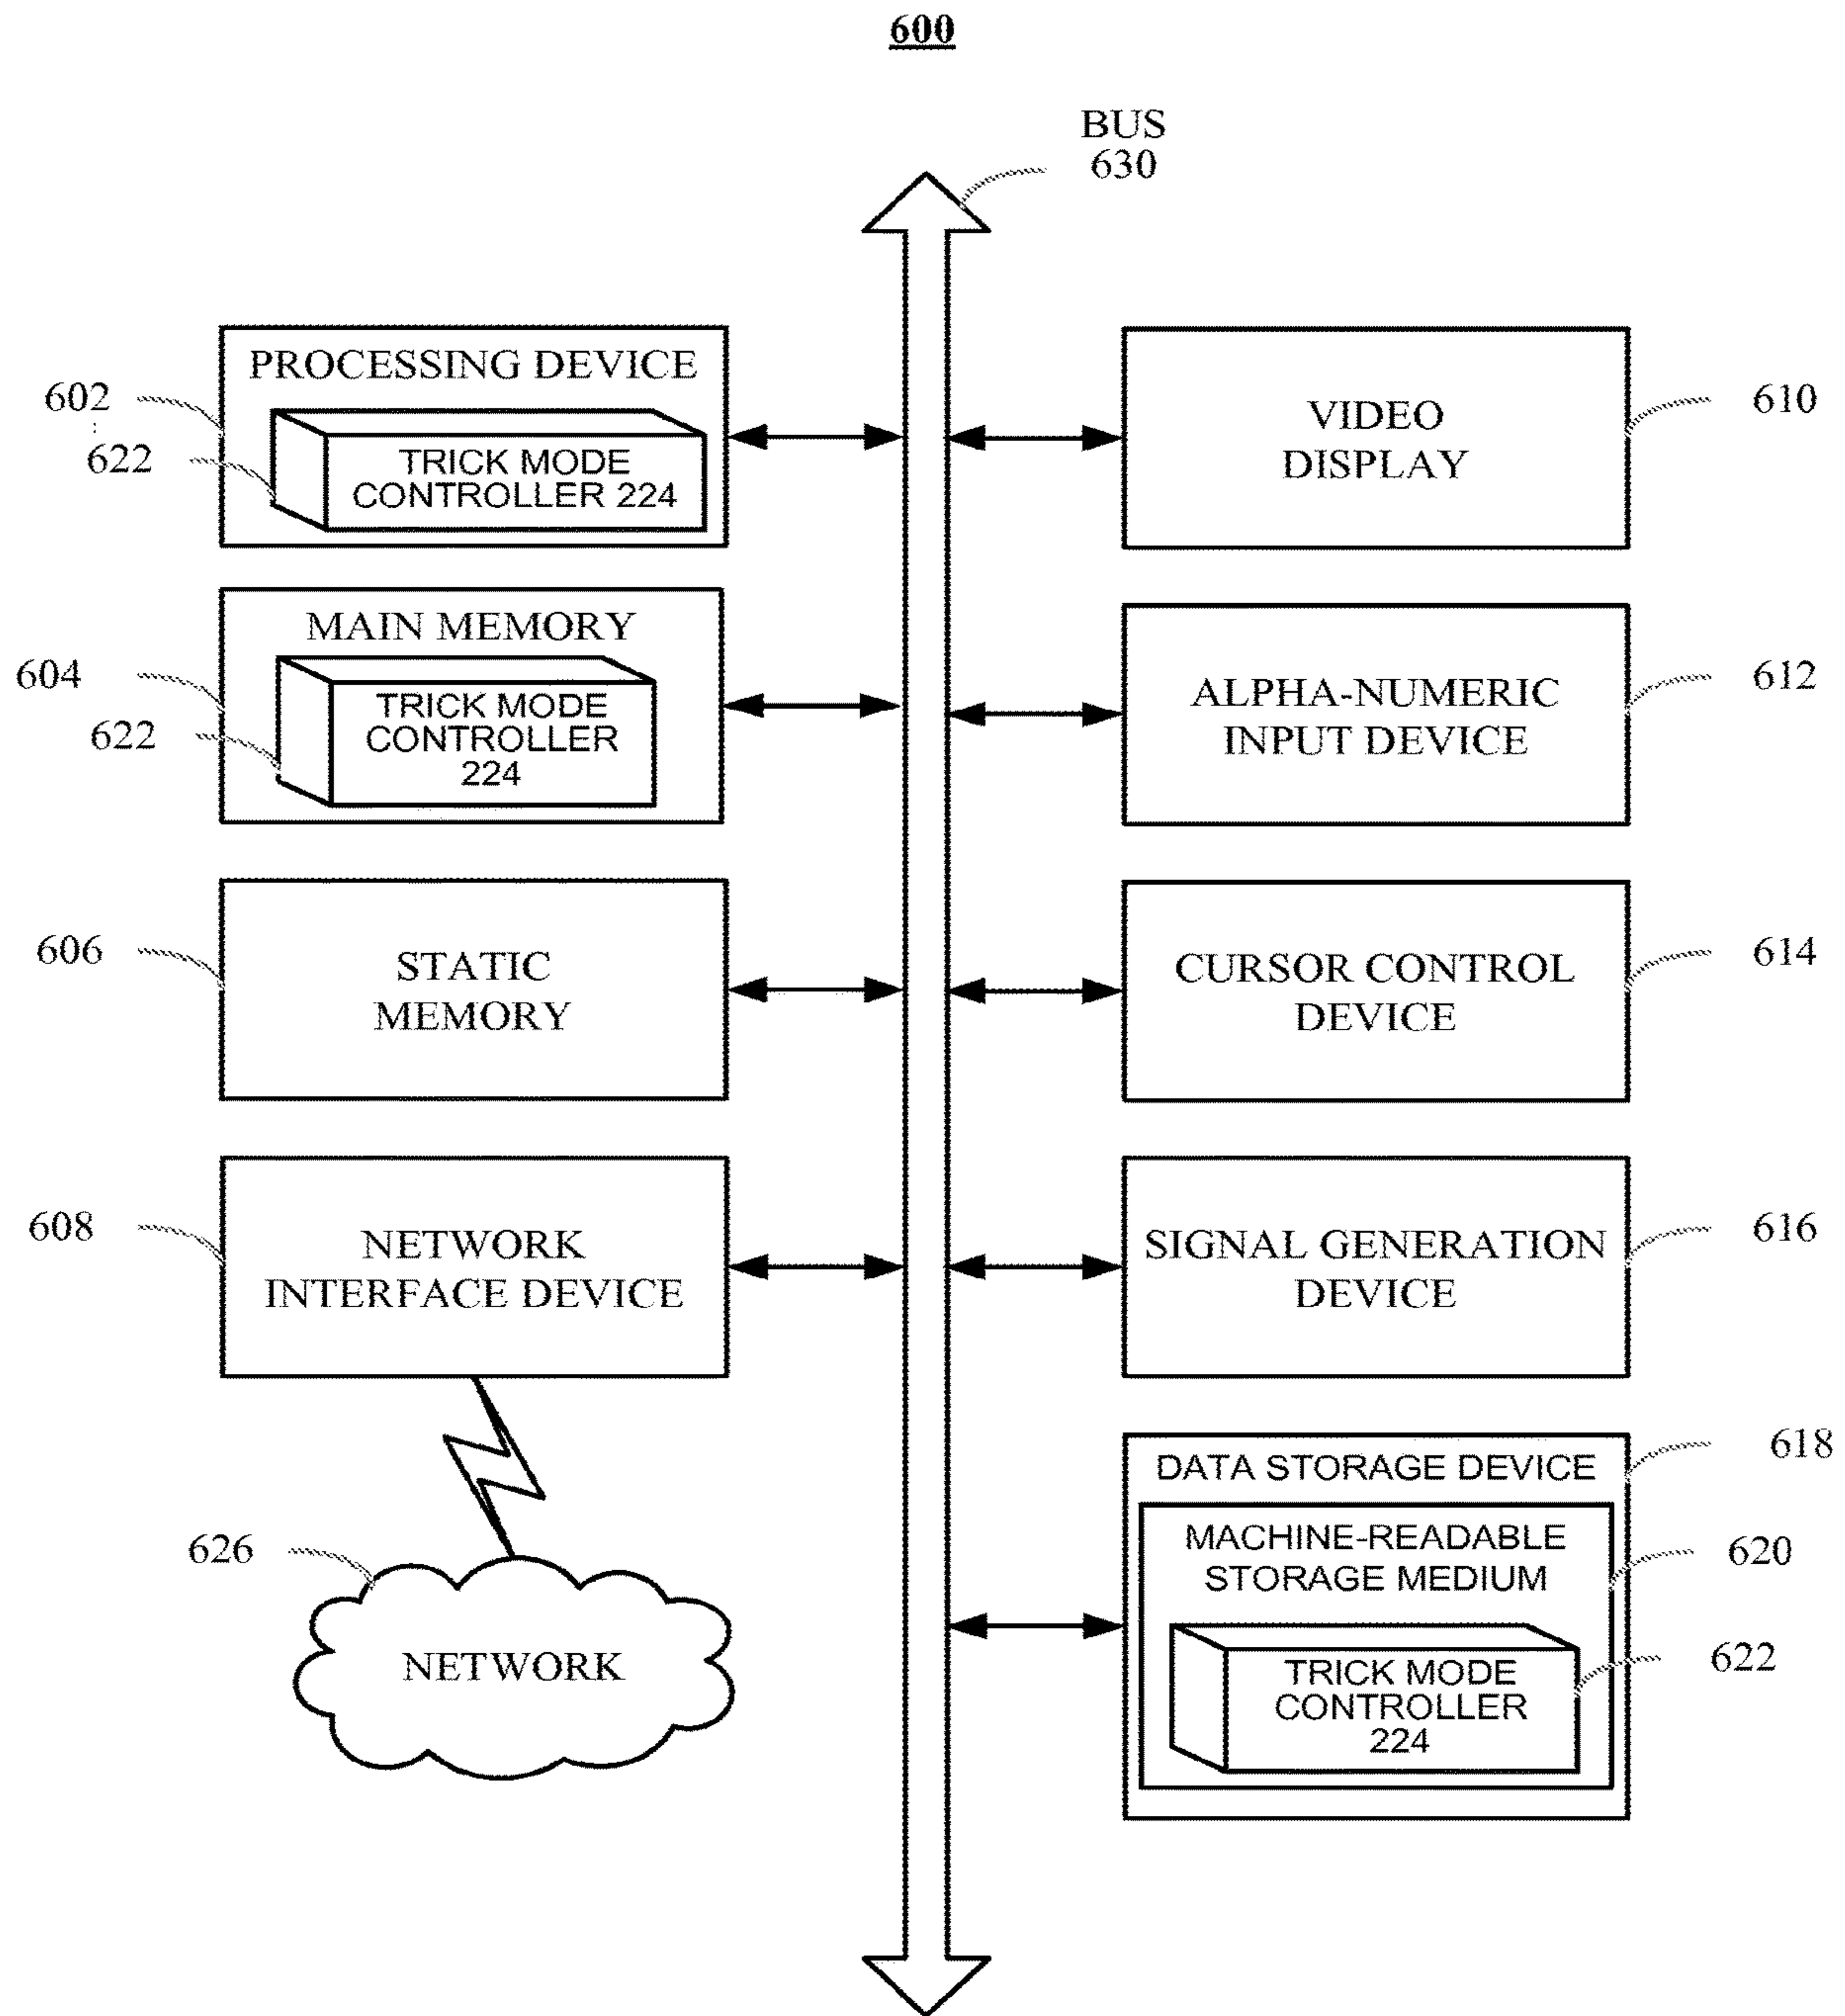 600
BUS
630
PROCESSING DEVICE
602
622
TRICK MODE
CONTROLLER 224
MAIN MEMORY
604
622
TRICK MODE
CONTROLLER
224
606
STATIC
MEMORY
608
NETWORK
INTERFACE DEVICE
626
NETWORK
VIDEO
DISPLAY
610
ALPHA-NUMERIC
INPUT DEVICE
612
CURSOR CONTROL
DEVICE
614
SIGNAL GENERATION
DEVICE
616
DATA STORAGE DEVICE
618
MACHINE-READABLE
STORAGE MEDIUM
620
TRICK MODE
CONTROLLER
224
622